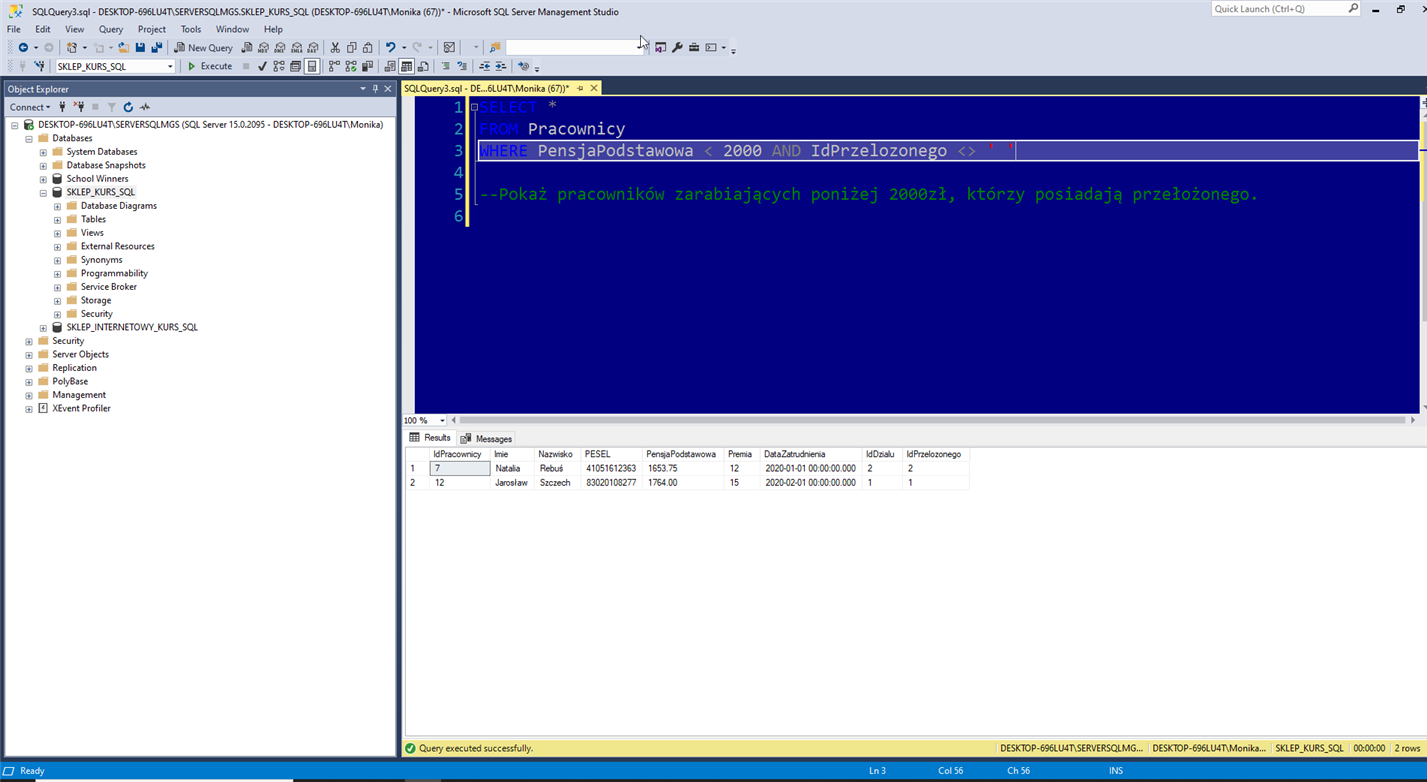 SQLQuery3.sql - DESKTOP-696LU4T\SERVERSQLMGS.SKLEP_KURS_SQL (DESKTOP-696LU4T\Monika (67))* - Microsoft SQL Server Management Studio
Quick Launch (Ctrl+Q)
File Edit View Query Project Tools Window Help
New Query
SKLEP_KURS_SQL Execute
Object Explorer
Connect
DESKTOP-696LU4T\SERVERSQLMGS (SQL Server 15.0.2095 - DESKTOP-696LU4T\Monika)
Databases
System Databases
Database Snapshots
School Winners
SKLEP_KURS_SQL
Database Diagrams
Tables
Views
External Resources
Synonyms
Programmability
Service Broker
Storage
Security
SKLEP_INTERNETOWY_KURS_SQL
Security
Server Objects
Replication
PolyBase
Management
XEvent Profiler
SQLQuery3.sql - DE...6LU4T\Monika (67))*
1 SELECT *
2 FROM Pracownicy
3 WHERE PensjaPodstawowa < 2000 AND IdPrzelozonego <> ' '
4
5 --Pokaż pracowników zarabiających poniżej 2000zł, którzy posiadają przełożonego.
6
100 %
Results Messages
IdPracownicy Imie Nazwisko PESEL PensjaPodstawowa Premia DataZatrudnienia IdDzialu IdPrzelozonego
1 7 Natalia Rebuś 41051612363 1653.75 12 2020-01-01 00:00:00.000 2 2
2 12 Jarosław Szczech 83020108277 1764.00 15 2020-02-01 00:00:00.000 1 1
Query executed successfully. DESKTOP-696LU4T\SERVERSQLMG... DESKTOP-696LU4T\Monika... SKLEP_KURS_SQL 00:00:00 2 rows
Ready Ln 3 Col 56 Ch 56 INS